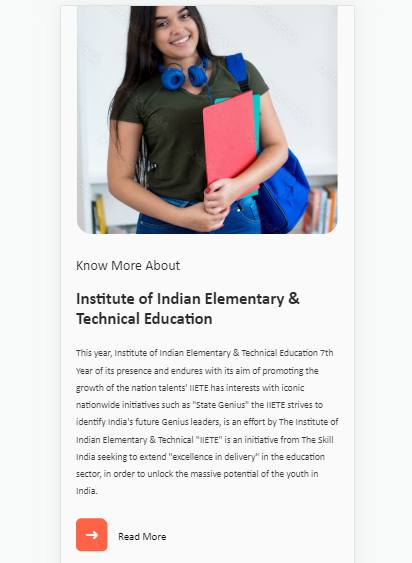 Know More About
Institute of Indian Elementary &
Technical Education
This year, Institute of Indian Elementary & Technical Education 7th
Year of its presence and endures with its aim of promoting the
growth of the nation talents' IIETE has interests with iconic
nationwide initiatives such as "State Genius" the IIETE strives to
identify India's future Genius leaders, is an effort by The Institute of
Indian Elementary & Technical "IIETE" is an initiative from The Skill
India seeking to extend "excellence in delivery" in the education
sector, in order to unlock the massive potential of the youth in
India.
Read More